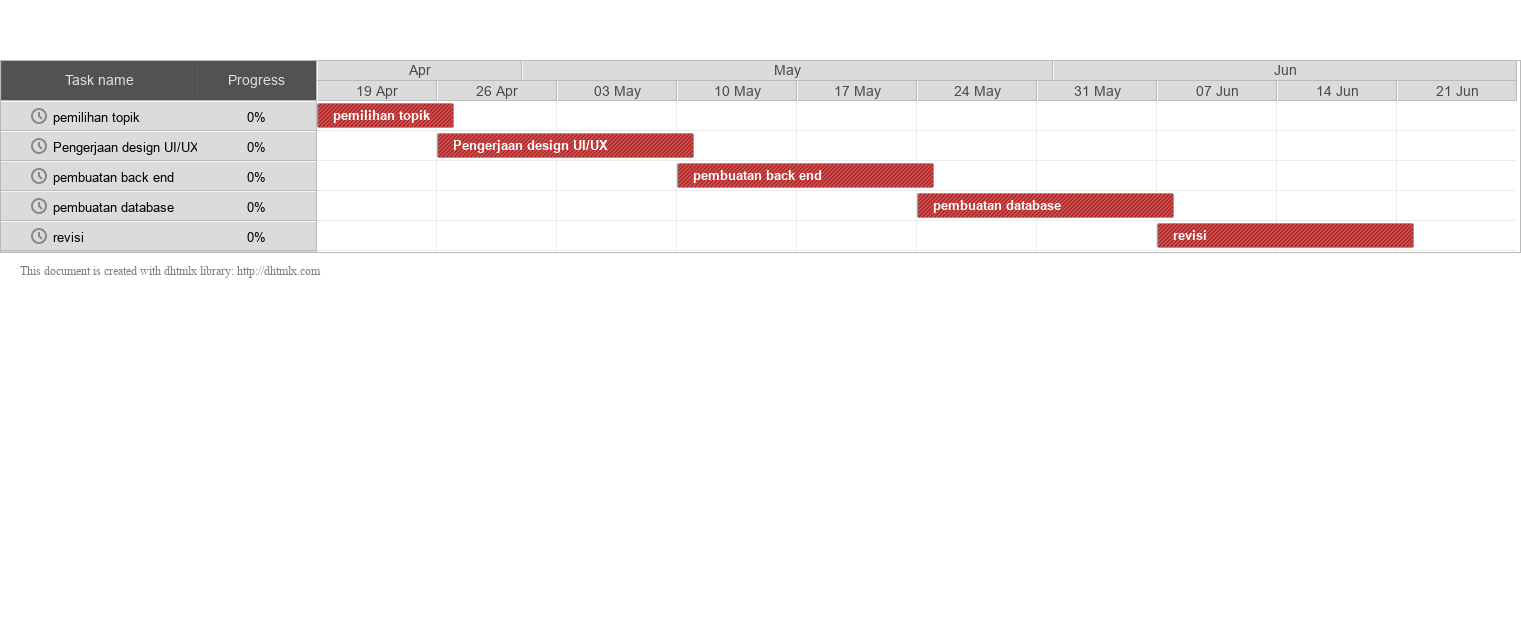 Task name Progress Apr May Jun
19 Apr 26 Apr 03 May 10 May 17 May 24 May 31 May 07 Jun 14 Jun 21 Jun
pemilihan topik 0% pemilihan topik
Pengerjaan design UI/UX 0% Pengerjaan design UI/UX
pembuatan back end 0% pembuatan back end
pembuatan database 0% pembuatan database
revisi 0% revisi
This document is created with dhtmlx library: http://dhtmlx.com